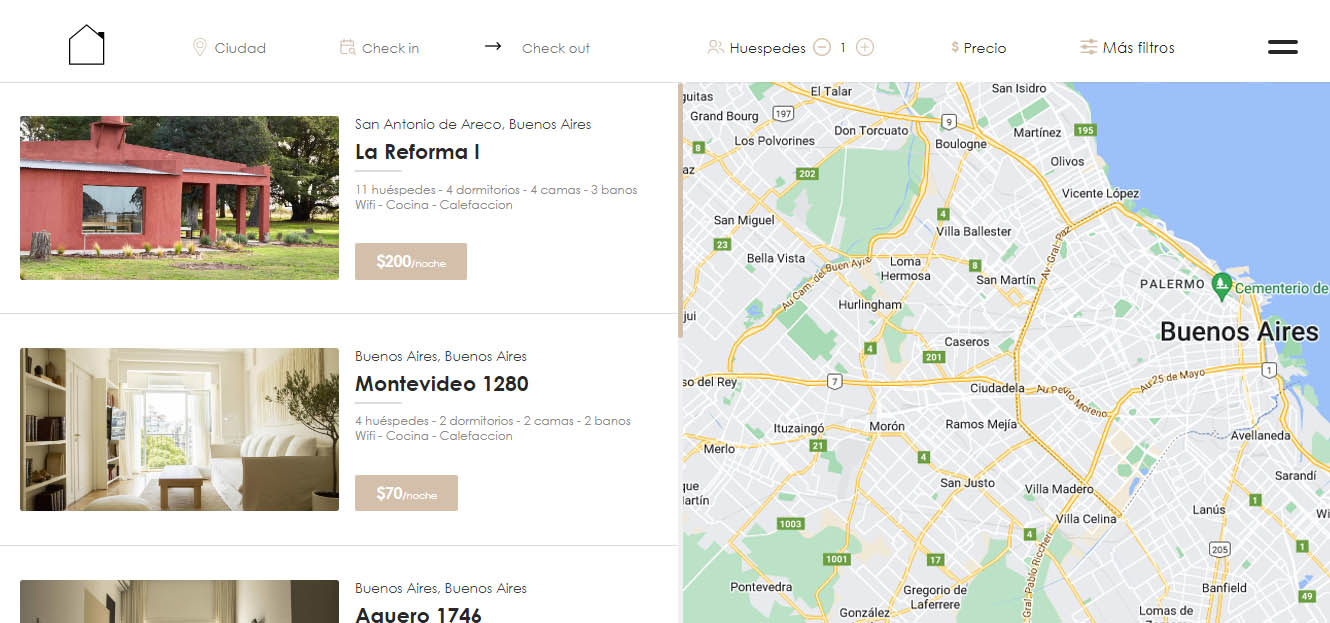 Ciudad
Check in
Check out
Huespedes
1
$ Precio
Más filtros
San Antonio de Areco, Buenos Aires
La Reforma I
11 huéspedes - 4 dormitorios - 4 camas - 3 banos
Wifi - Cocina - Calefaccion
$200/noche
Buenos Aires, Buenos Aires
Montevideo 1280
4 huéspedes - 2 dormitorios - 2 camas - 2 banos
Wifi - Cocina - Calefaccion
$70/noche
Buenos Aires, Buenos Aires
Aguero 1746
guitas
El Talar
San Isidro
Grand Bourg
197
9
Don Torcuato
Martínez
195
Los Polvorines
Boulogne
8
Olivos
az
202
Vicente López
San Miguel
4
Villa Ballester
Av. Gral. Paz
23
Bella Vista
Au Cam. del Buen Ayre
Loma
Hermosa
8
San Martín
PALERMO
Cementerio de
Hurlingham
jui
Buenos Aires
4
201
Caseros
so del Rey
7
Ciudadela
Au Perito Moreno
Au 25 de Mayo
1
Ituzaingó
Morón
Ramos Mejía
21
Merlo
4
Avellaneda
San Justo
Sarandí
que
lartín
Villa Madero
1
Lanús
Wi
1003
Villa Celina
4
205
1
1001
17
Au Gral. Pablo Riccheri
Pontevedra
Gregorio de
Laferrere
Banfield
49
González
Lomas de